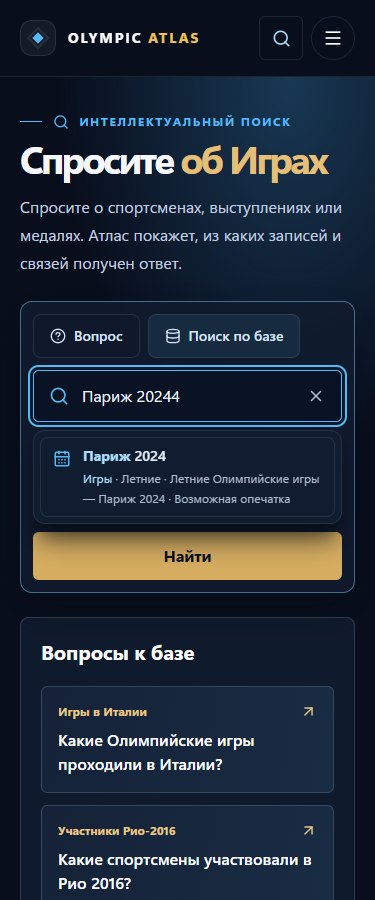 OLYMPIC ATLAS
ИНТЕЛЛЕКТУАЛЬНЫЙ ПОИСК
Спросите об Играх
Спросите о спортсменах, выступлениях или
медалях. Атлас покажет, из каких записей и
связей получен ответ.
Вопрос
Поиск по базе
Париж 20244
Париж 2024
Игры · Летние · Летние Олимпийские игры
— Париж 2024 · Возможная опечатка
Найти
Вопросы к базе
Игры в Италии
Какие Олимпийские игры
проходили в Италии?
Участники Рио-2016
Какие спортсмены участвовали в
Рио 2016?